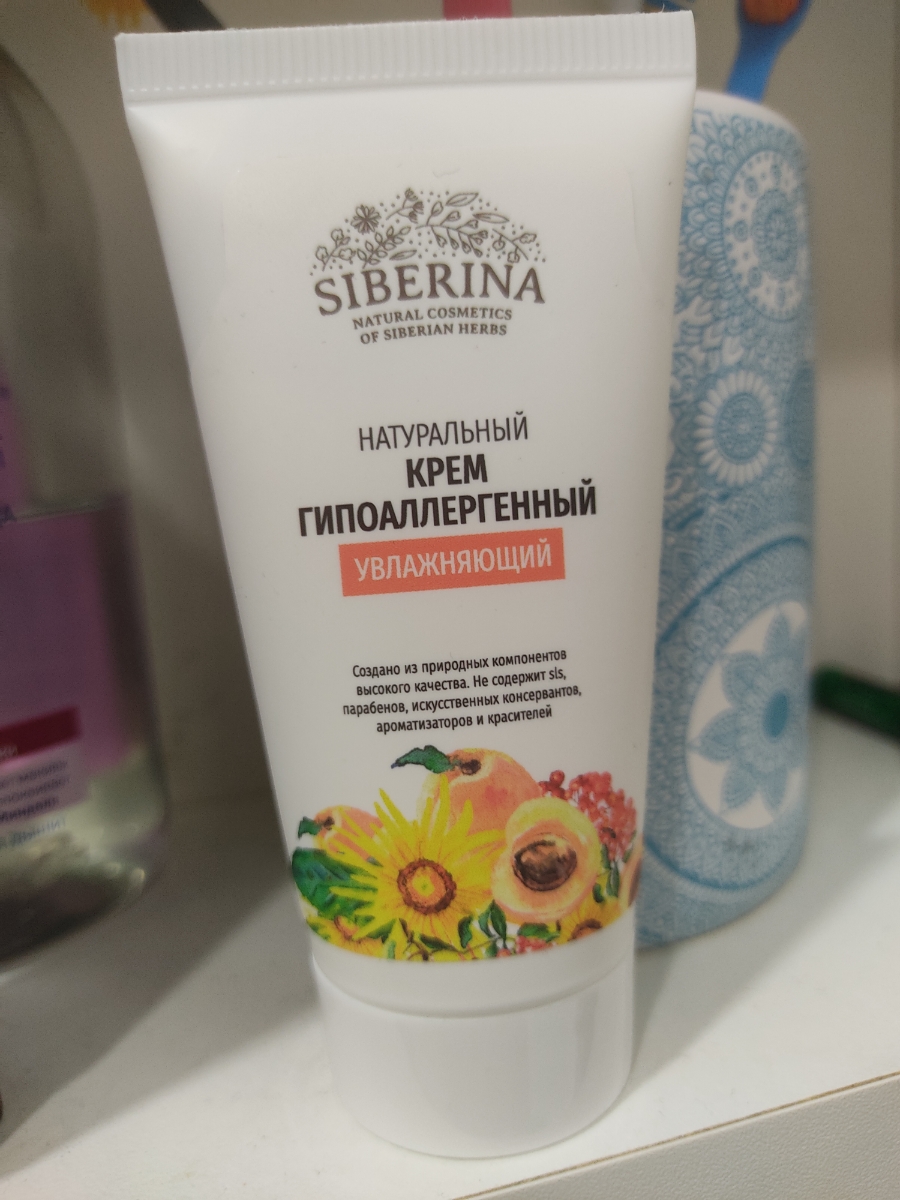 SIBERINA
NATURAL COSMETICS
OF SIBERIAN HERBS
НАТУРАЛЬНЫЙ
КРЕМ
ГИПОАЛЛЕРГЕННЫЙ
УВЛАЖНЯЮЩИЙ
Создано из природных компонентов
высокого качества. Не содержит sls,
парабенов, искусственных консервантов,
ароматизаторов и красителей